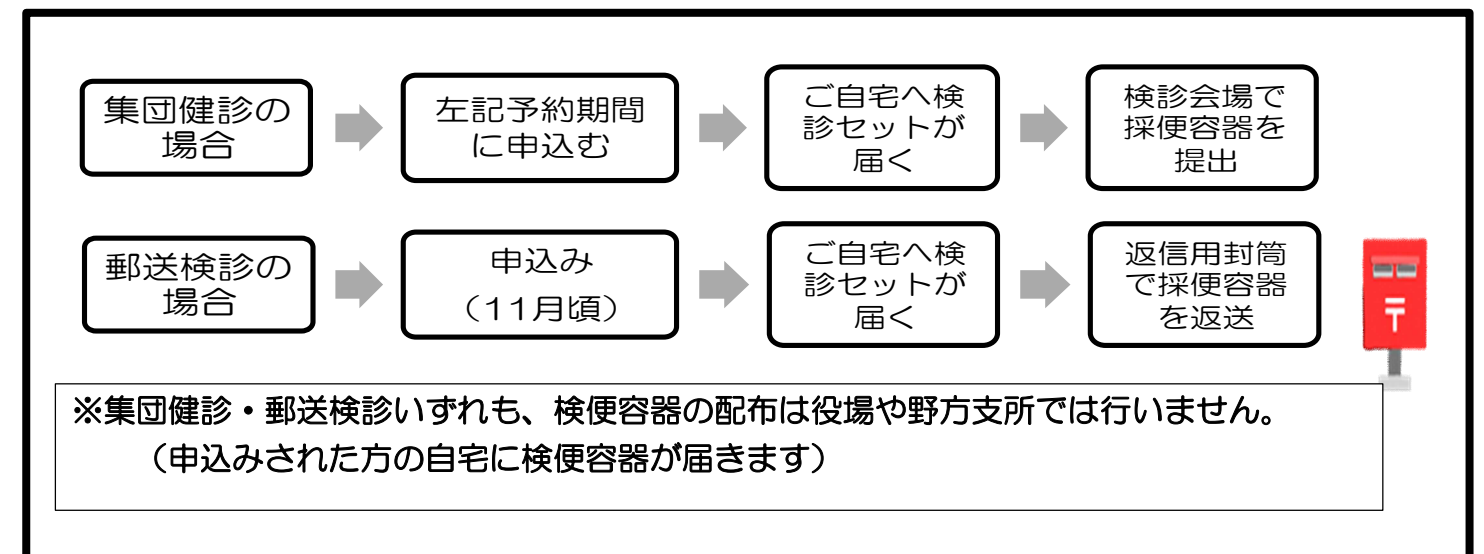 集団健診の
場合
左記予約期間
に申込む
ご自宅へ検
診セットが
届く
検診会場で
採便容器を
提出
郵送検診の
場合
申込み
（11月頃）
ご自宅へ検
診セットが
届く
返信用封筒
で採便容器
を返送
〒
※集団健診・郵送検診いずれも、検便容器の配布は役場や野方支所では行いません。
（申込みされた方の自宅に検便容器が届きます）